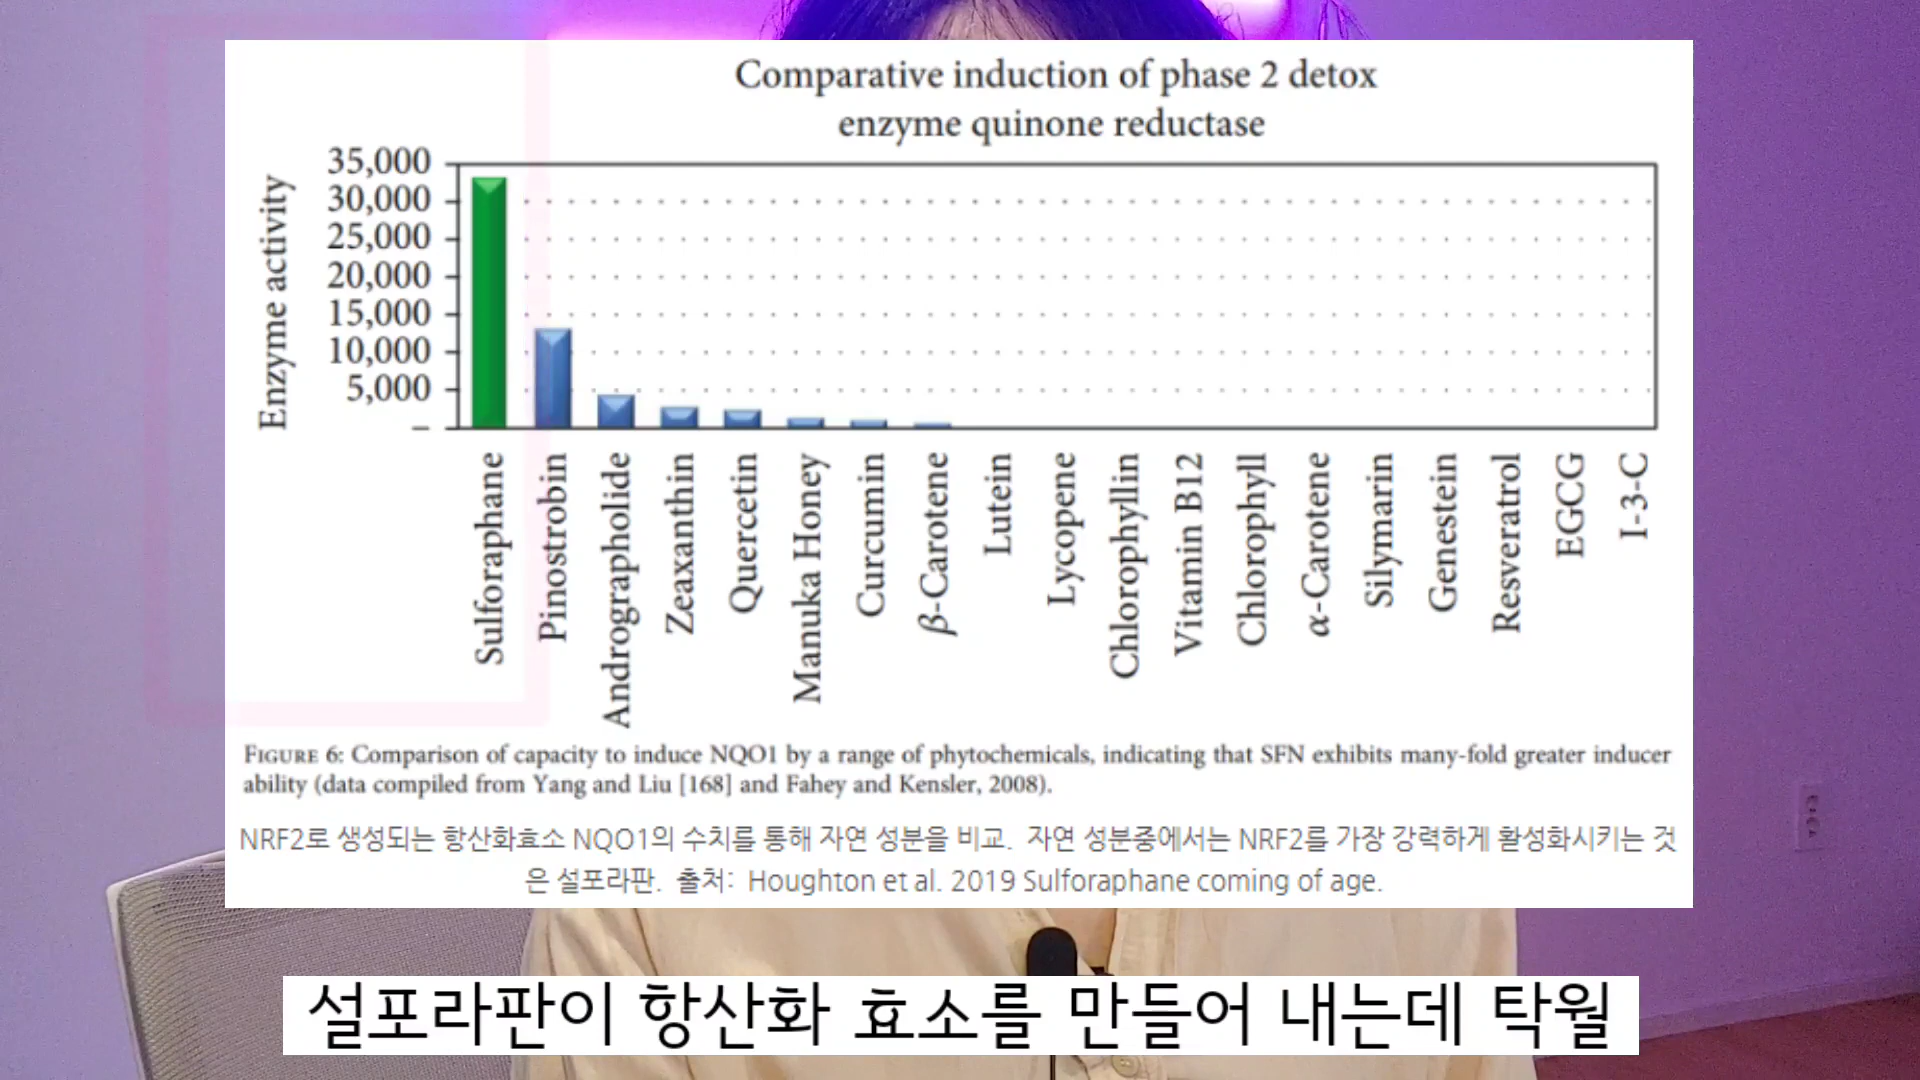 Comparative induction of phase 2 detox
enzyme quinone reductase
Enzyme activity
35,000
30,000
25,000
20,000
15,000
10,000
5,000
–
Sulforaphane
Pinostrobin
Andrographolide
Zeaxanthin
Quercetin
Manuka Honey
Curcumin
β-Carotene
Lutein
Lycopene
Chlorophyllin
Vitamin B12
Chlorophyll
α-Carotene
Silymarin
Genestein
Resveratrol
EGCG
I-3-C
FIGURE 6: Comparison of capacity to induce NQO1 by a range of phytochemicals, indicating that SFN exhibits many-fold greater inducer
ability (data compiled from Yang and Liu [168] and Fahey and Kensler, 2008).
NRF2로 생성되는 항산화효소 NQO1의 수치를 통해 자연 성분을 비교. 자연 성분중에서는 NRF2를 가장 강력하게 활성화시키는 것
은 설포라판. 출처: Houghton et al. 2019 Sulforaphane coming of age.
설포라판이 항산화 효소를 만들어 내는데 탁월